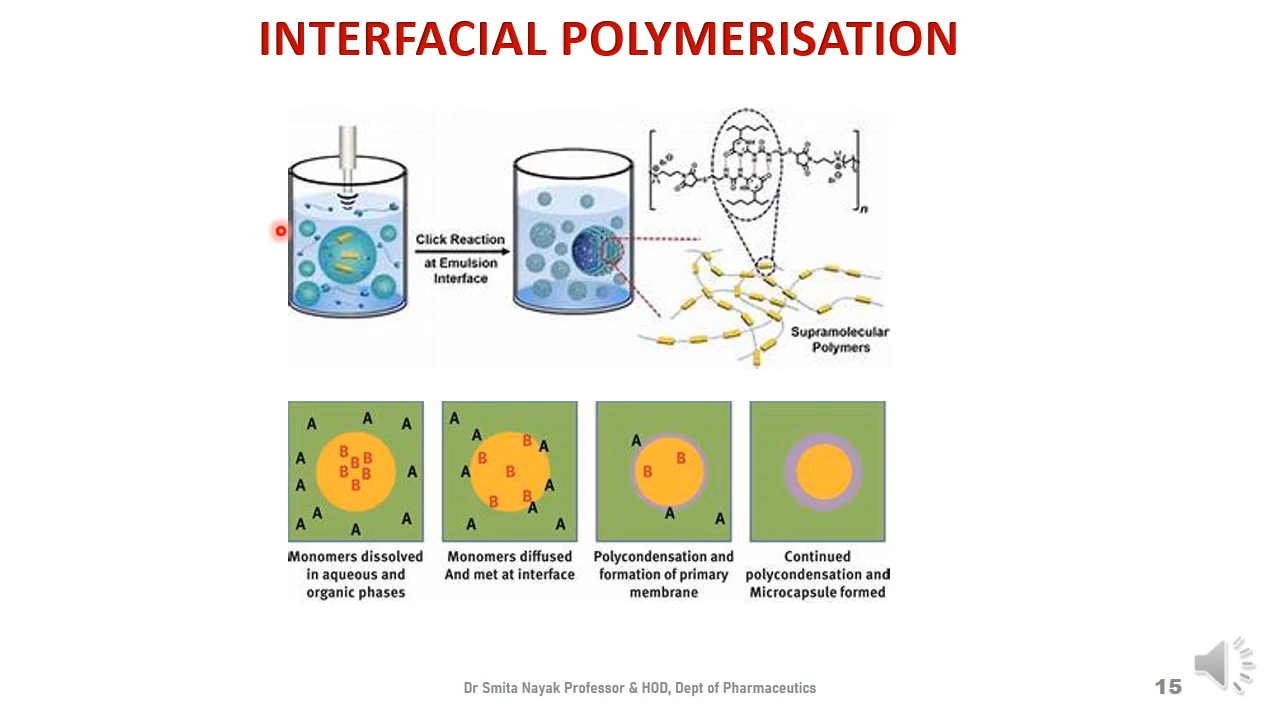 INTERFACIAL POLYMERISATION
Click Reaction
at Emulsion
Interface
n
Supramolecular
Polymers
A A A
B
A B B
B B A
A B
A A
A A
A
A B A
B
A B
B B A
A
A A
A
B B
A A
Monomers dissolved
in aqueous and
organic phases
Monomers diffused
And met at interface
Polycondensation and
formation of primary
membrane
Continued
polycondensation and
Microcapsule formed
Dr Smita Nayak Professor & HOD, Dept of Pharmaceutics
15